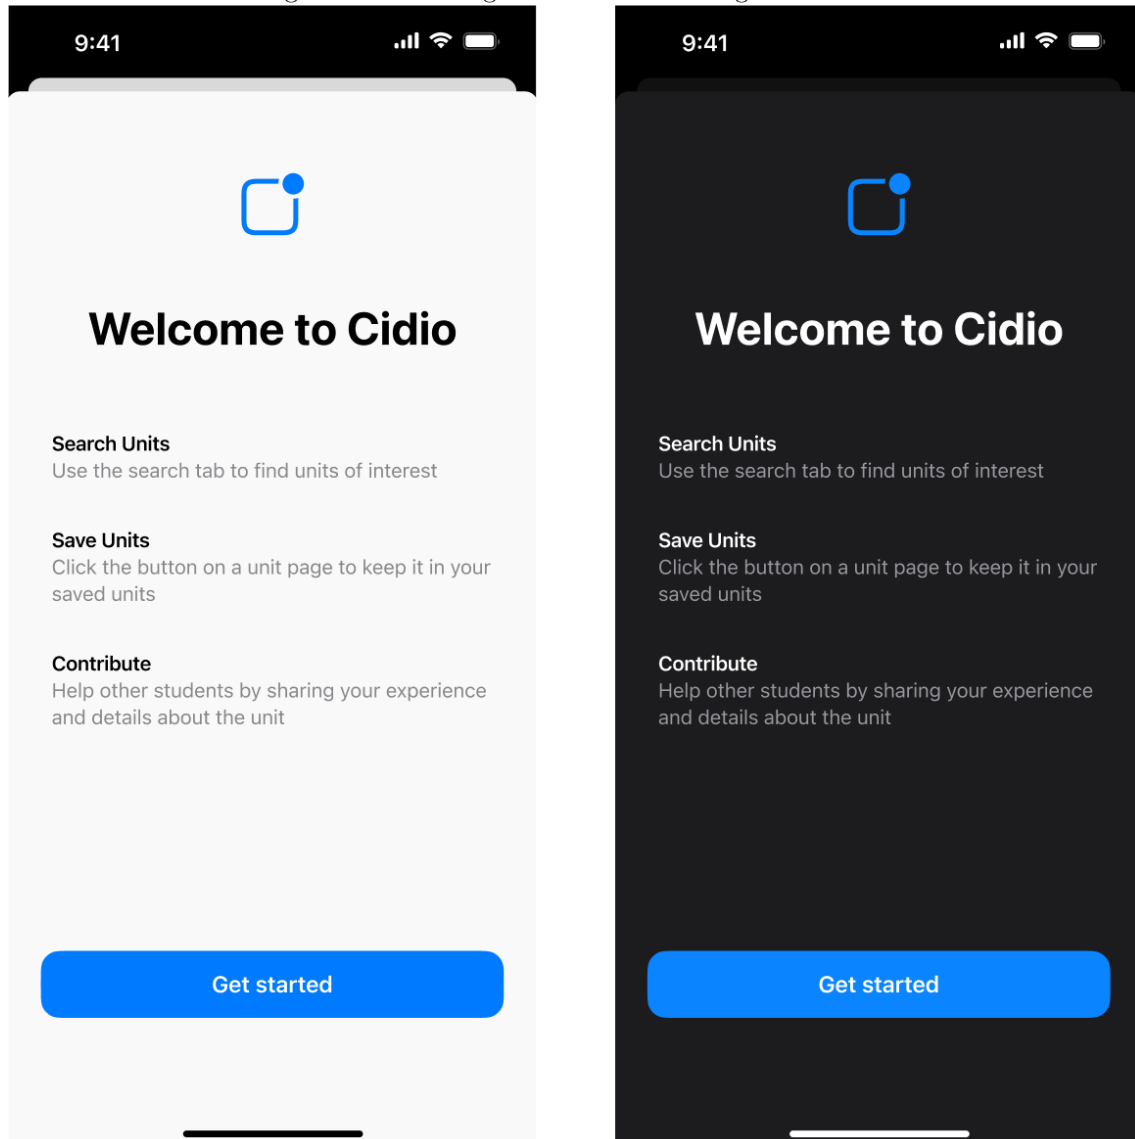 9:41
Welcome to Cidio
Search Units
Use the search tab to find units of interest
Save Units
Click the button on a unit page to keep it in your
saved units
Contribute
Help other students by sharing your experience
and details about the unit
Get started
9:41
Welcome to Cidio
Search Units
Use the search tab to find units of interest
Save Units
Click the button on a unit page to keep it in your
saved units
Contribute
Help other students by sharing your experience
and details about the unit
Get started